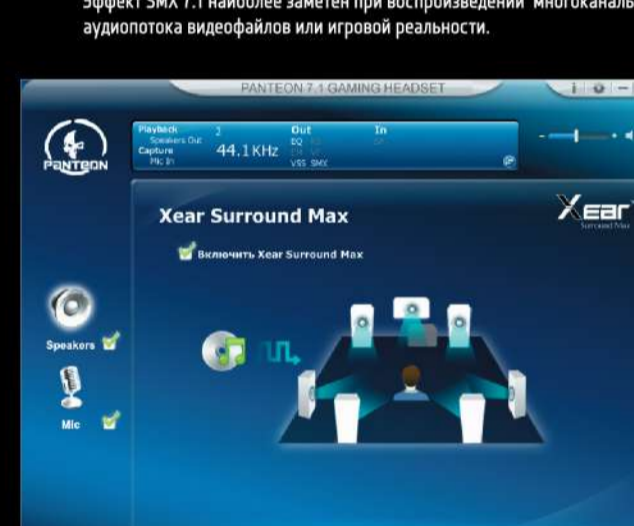 Эффект SMX 7.1 наиболее заметен при воспроизведении многоканаль
аудиопотока видеофайлов или игровой реальности.
PANTEON 7.1 GAMING HEADSET
PANTEON
Playback 2 Out In
Speakers Out EQ
Capture 44.1KHz
Mic In VSS SMX
Xear Surround Max
Xear
Surround Max
Включить Xear Surround Max
Speakers
Mic